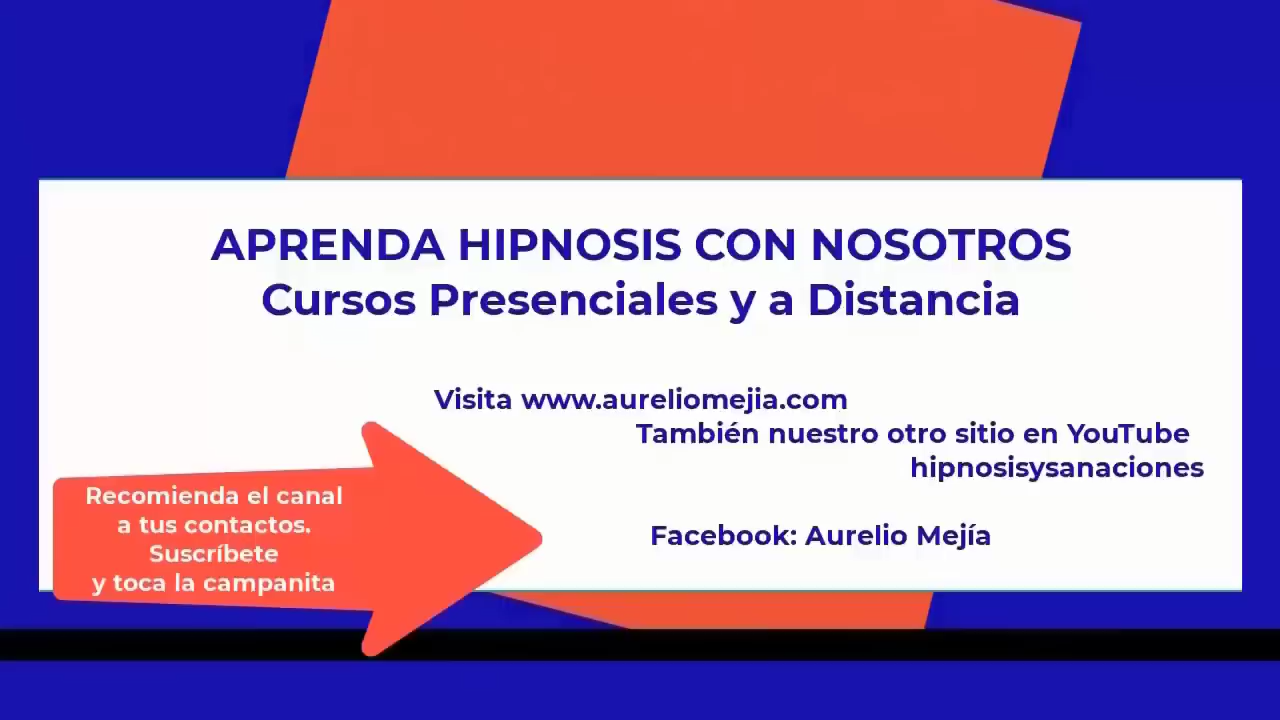 APRENDA HIPNOSIS CON NOSOTROS
Cursos Presenciales y a Distancia
Visita www.aureliomejia.com
También nuestro otro sitio en YouTube
hipnosisysanaciones
Facebook: Aurelio Mejía
Recomienda el canal
a tus contactos.
Suscríbete
y toca la campanita